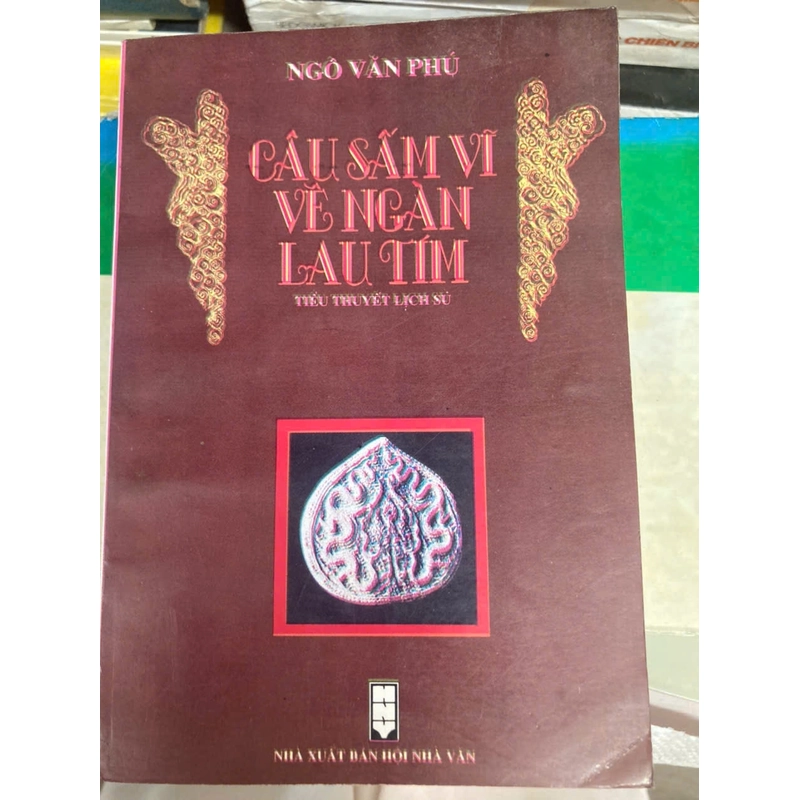 NGÔ VĂN PHÚ
CÂU SẤM VĨ
VỀ NGÀN
LAU TÍM
TIỂU THUYẾT LỊCH SỬ
NHÀ XUẤT BẢN HỘI NHÀ VĂN
CHIẾN